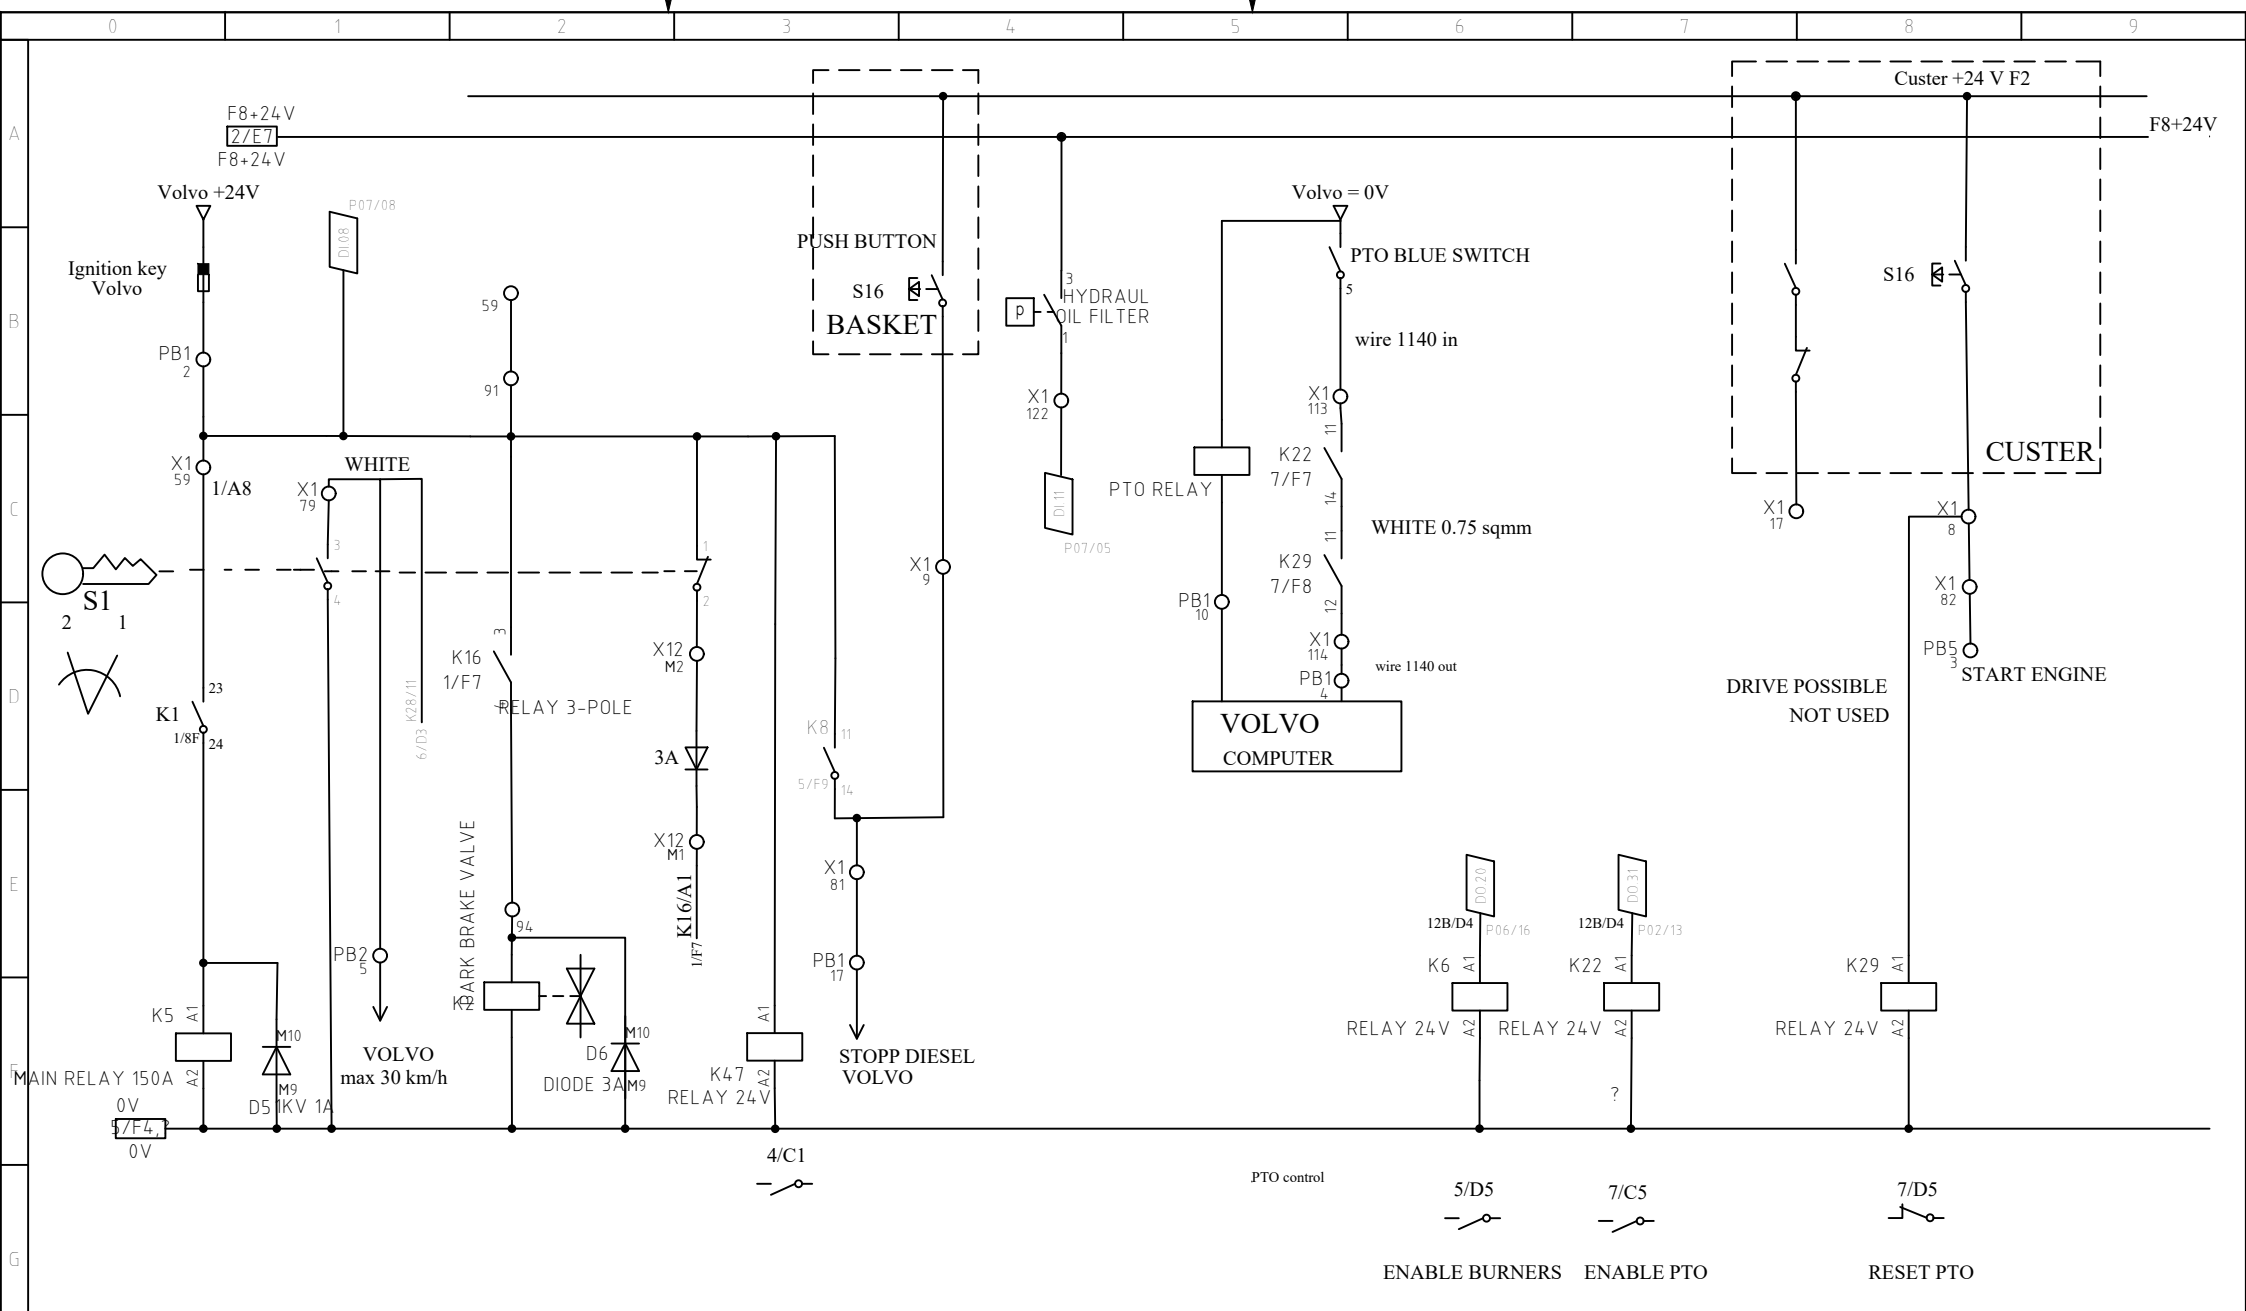 0 1 2 3 4 5 6 7 8 9
A
B
C
D
E
F
G
F8+24V
2/E7
F8+24V
Volvo +24V
Ignition key
Volvo
PB1
2
P07/08
DI.08
59
91
X1
59
1/A8
WHITE
X1
79
3
4
S1
2 1
K1
23
1/8F
24
K28/11
6/D3
K16
3
1/F7
RELAY 3-POLE
1
2
X12
M2
3A
X12
M1
K16/A1
1/F7
PUSH BUTTON
S16
BASKET
X1
9
K8
11
5/F9
14
X1
81
PB1
17
STOPP DIESEL
VOLVO
3
HYDRAUL
OIL FILTER
p
1
X1
122
DI.11
P07/05
Volvo = 0V
PTO BLUE SWITCH
5
wire 1140 in
X1
113
11
K22
7/F7
14
WHITE 0.75 sqmm
11
K29
7/F8
12
X1
114
wire 1140 out
PB1
4
PTO RELAY
PB1
10
VOLVO
COMPUTER
Custer +24 V F2
F8+24V
S16
CUSTER
X1
17
X1
8
X1
82
PB5
3
START ENGINE
DRIVE POSSIBLE
NOT USED
PB2
5
VOLVO
max 30 km/h
PARK BRAKE VALVE
94
K5
A1
A2
MAIN RELAY 150A
M10
M9
D5 1KV 1A
M10
D6
DIODE 3A
M9
A1
K47
A2
RELAY 24V
0V
5/F4,?
0V
4/C1
DO.20
12B/D4
P06/16
K6
A1
RELAY 24V
A2
DO.31
12B/D4
P02/13
K22
A1
RELAY 24V
A2
?
K29
A1
RELAY 24V
A2
PTO control
5/D5
7/C5
7/D5
ENABLE BURNERS
ENABLE PTO
RESET PTO